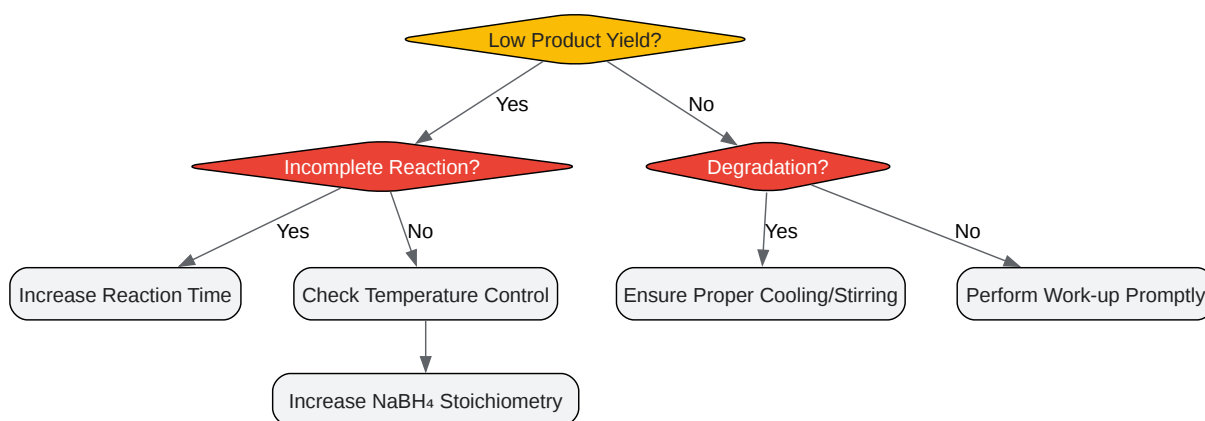 Low Product Yield?
Yes
No
Incomplete Reaction?
Degradation?
Yes
No
Yes
No
Increase Reaction Time
Check Temperature Control
Ensure Proper Cooling/Stirring
Perform Work-up Promptly
Increase NaBH₄ Stoichiometry